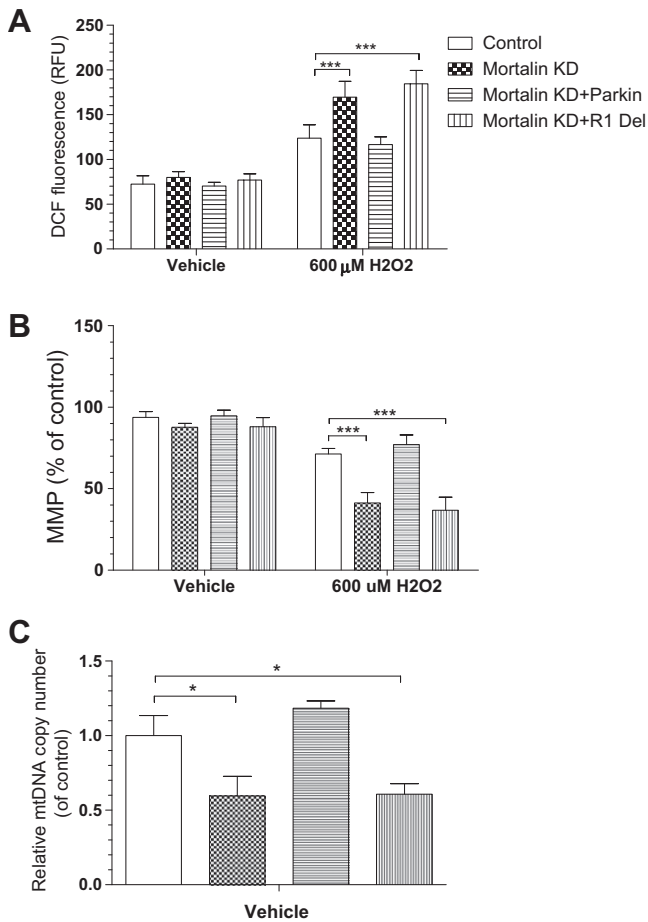 A
DCF fluorescence (RFU)
250
200
150
100
50
0
***
***
Vehicle
600 µM H2O2
Control
Mortalin KD
Mortalin KD+Parkin
Mortalin KD+R1 Del
B
MMP (% of control)
150
100
50
0
***
***
Vehicle
600 uM H2O2
C
Relative mtDNA copy number
(of control)
1.5
1.0
0.5
0.0
*
*
Vehicle